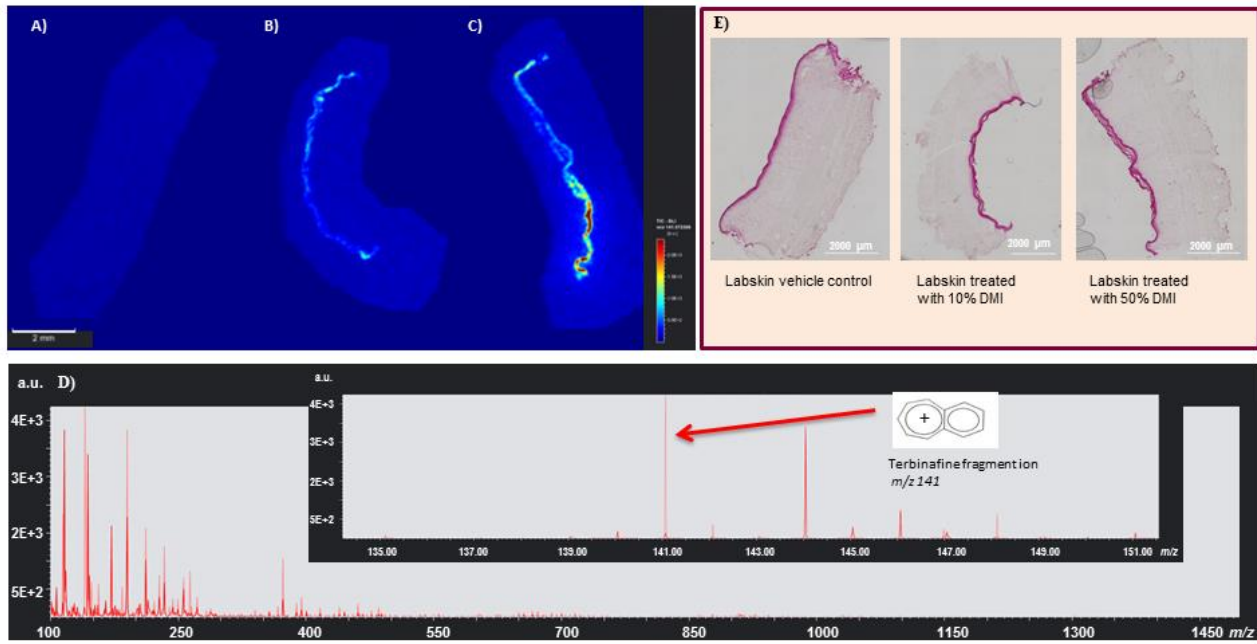 A)
B)
C)
2 mm
E)
2000 µm
2000 µm
2000 µm
Labskin vehicle control
Labskin treated
with 10% DMI
Labskin treated
with 50% DMI
a.u.
D)
4E+3
3E+3
2E+3
5E+2
100
250
400
550
700
850
1000
1150
1300
1450
m/z
a.u.
4E+3
3E+3
2E+3
5E+2
135.00
137.00
139.00
141.00
143.00
145.00
147.00
149.00
151.00
m/z
+
Terbinafine fragment ion
m/z 141